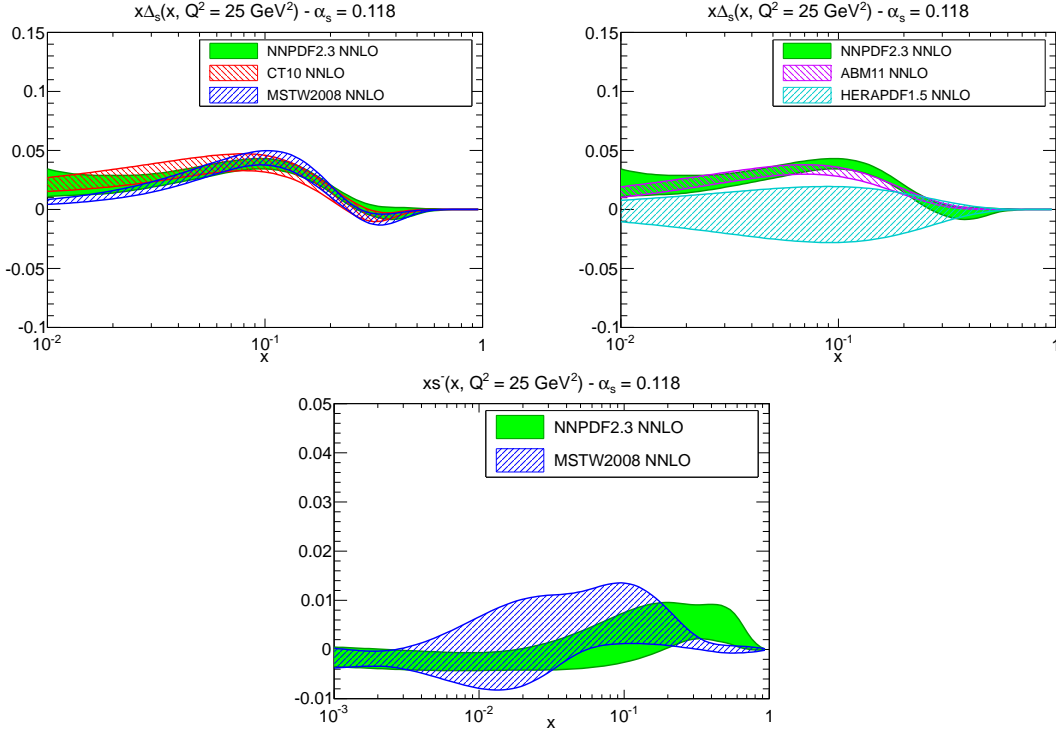 xΔₛ(x, Q² = 25 GeV²) - αₛ = 0.118
0.15
0.1
0.05
0
-0.05
-0.1
10⁻²
10⁻¹
1
x
NNPDF2.3 NNLO
CT10 NNLO
MSTW2008 NNLO
xΔₛ(x, Q² = 25 GeV²) - αₛ = 0.118
0.15
0.1
0.05
0
-0.05
-0.1
10⁻²
10⁻¹
1
x
NNPDF2.3 NNLO
ABM11 NNLO
HERAPDF1.5 NNLO
xs⁻(x, Q² = 25 GeV²) - αₛ = 0.118
0.05
0.04
0.03
0.02
0.01
0
-0.01
10⁻³
10⁻²
10⁻¹
1
x
NNPDF2.3 NNLO
MSTW2008 NNLO